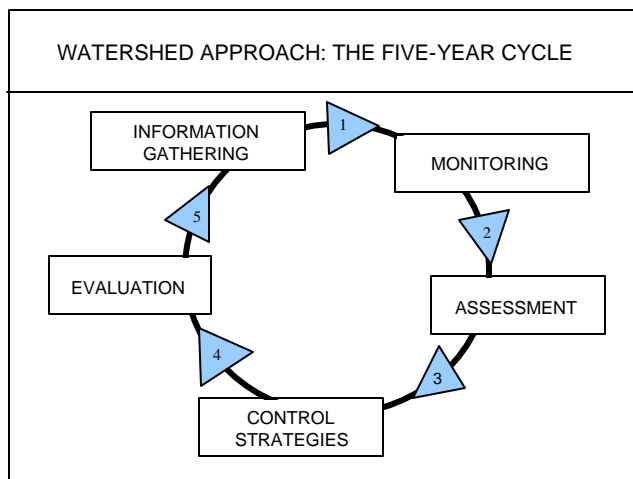 WATERSHED APPROACH: THE FIVE-YEAR CYCLE
INFORMATION
GATHERING
1
MONITORING
2
ASSESSMENT
3
CONTROL
STRATEGIES
4
EVALUATION
5